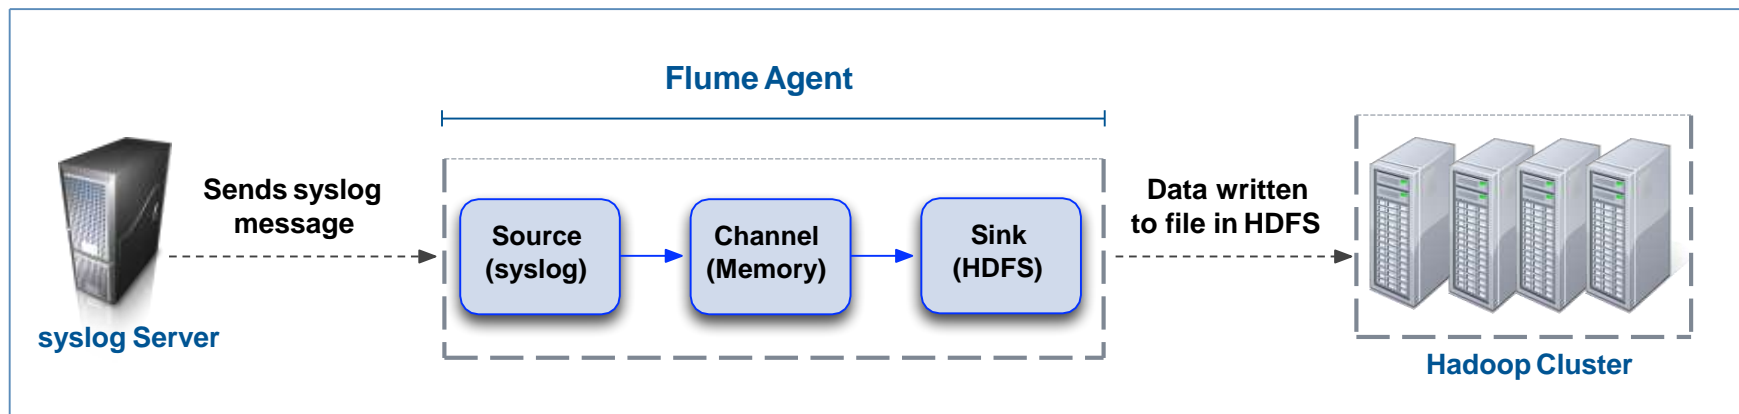 Flume Agent
Sends syslog
message
Source
(syslog)
Channel
(Memory)
Sink
(HDFS)
Data written
to file in HDFS
syslog Server
Hadoop Cluster